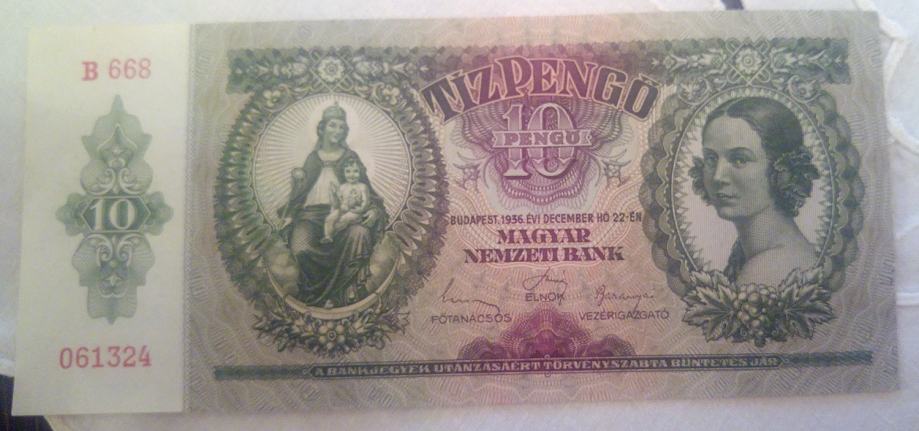 B 668
10
061324
TÍZPENGŐ
10
PENGŐ
BUDAPEST, 1936. ÉVI DECEMBER HÓ 22-ÉN
MAGYAR
NEMZETI BANK
ELNÖK
FŐTANÁCSOS VEZÉRIGAZGATÓ
A BANKJEGYEK UTÁNZÁSÁÉRT TÖRVÉNYSZABTA BÜNTETÉS JÁR